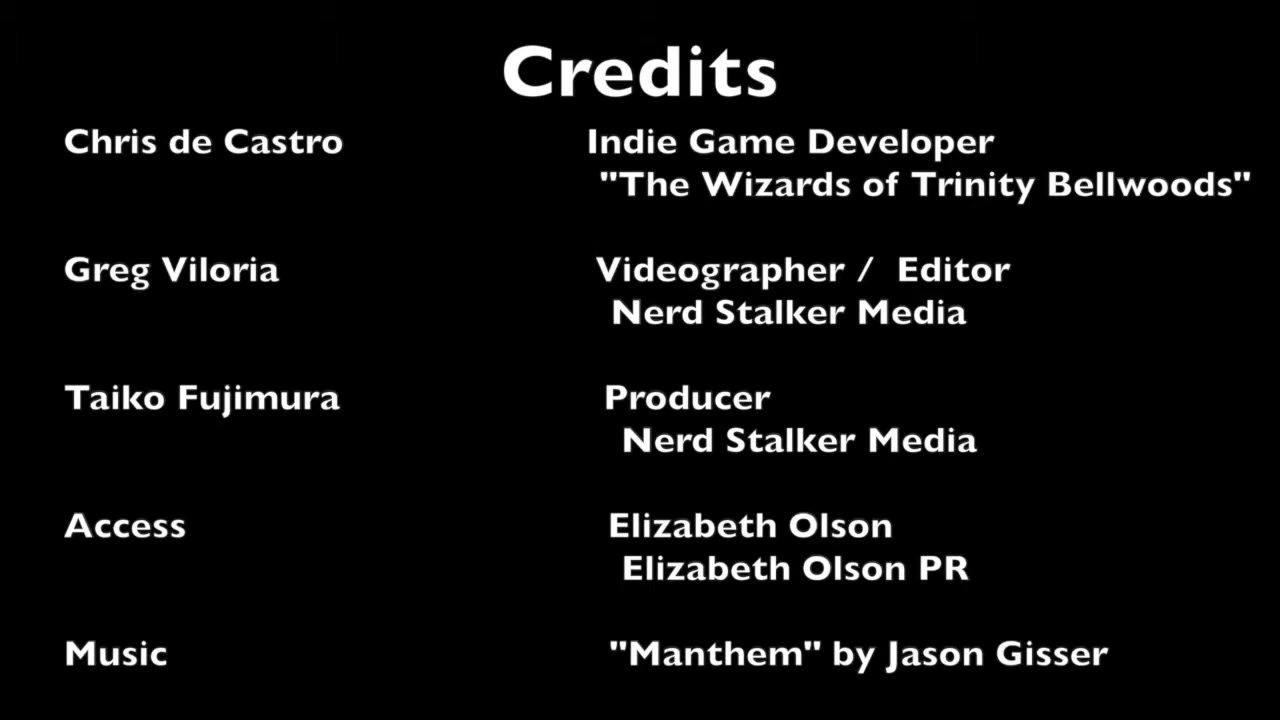 Credits
Chris de Castro Indie Game Developer
"The Wizards of Trinity Bellwoods"
Greg Viloria Videographer / Editor
Nerd Stalker Media
Taiko Fujimura Producer
Nerd Stalker Media
Access Elizabeth Olson
Elizabeth Olson PR
Music "Manthem" by Jason Gisser